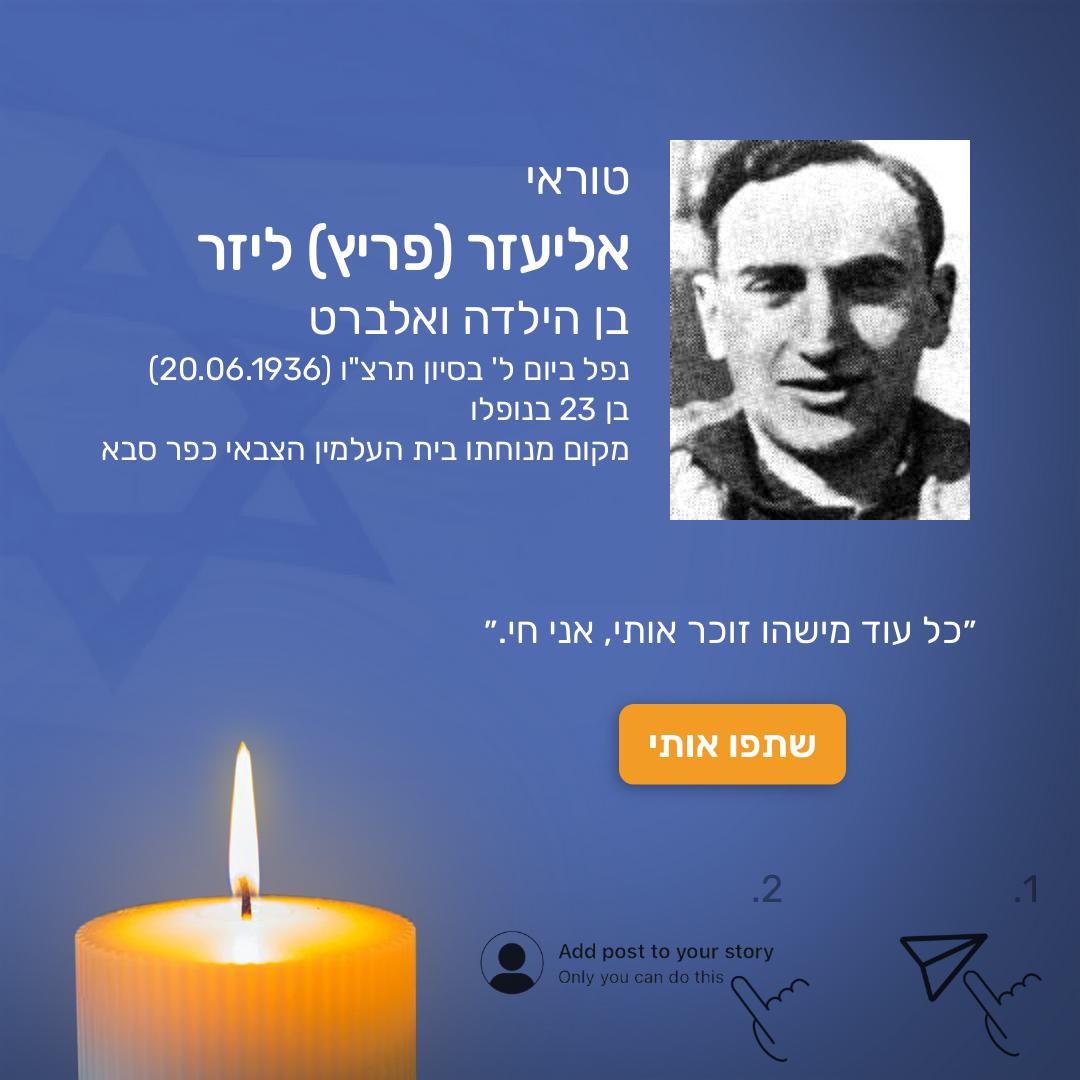 טוראי
אליעזר (פריץ) ליזר
בן הילדה ואלברט
נפל ביום ל' בסיון תרצ"ו (20.06.1936)
בן 23 בנופלו
מקום מנוחתו בית העלמין הצבאי כפר סבא
״כל עוד מישהו זוכר אותי, אני חי.״
שתפו אותי
1.
2.
Add post to your story
Only you can do this